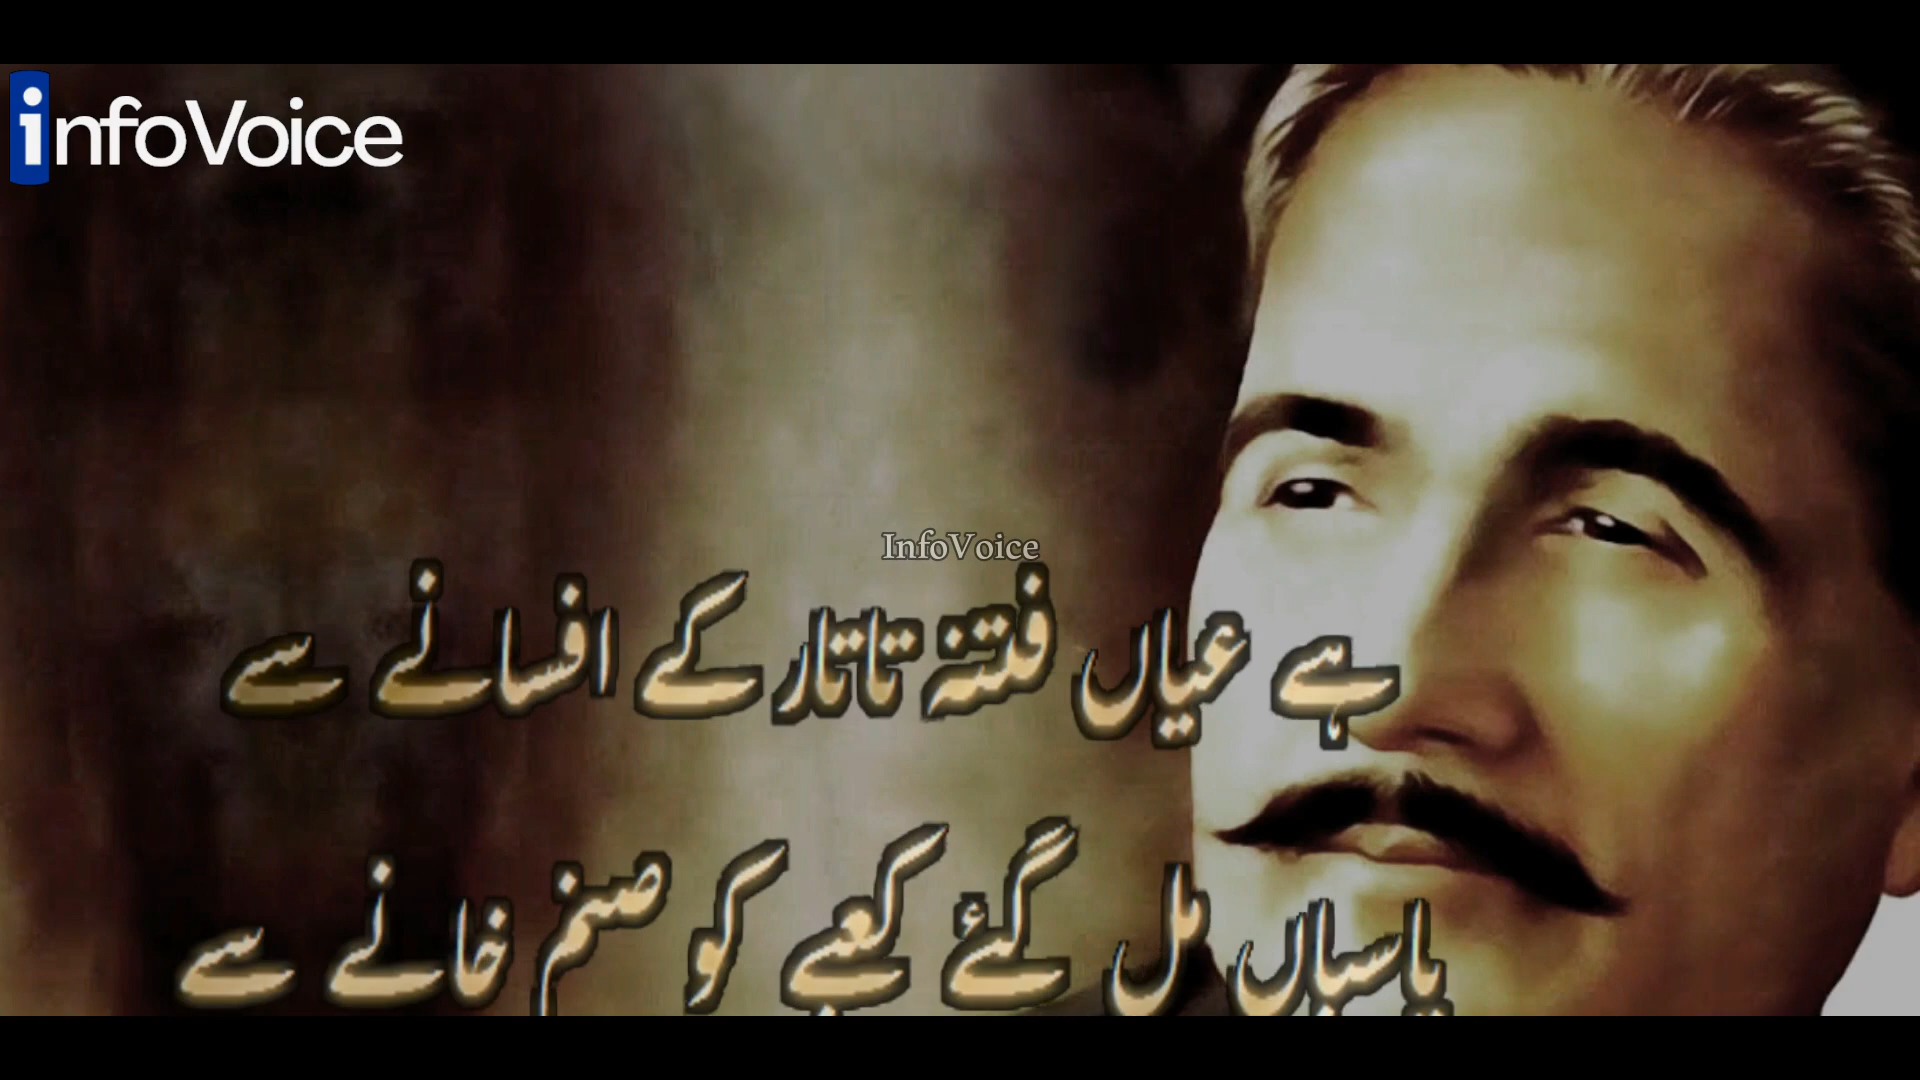 infoVoice
InfoVoice
ہے عیاں فتنۂ تاتار کے افسانے سے
پاسباں مل گئے کعبے کو صنم خانے سے